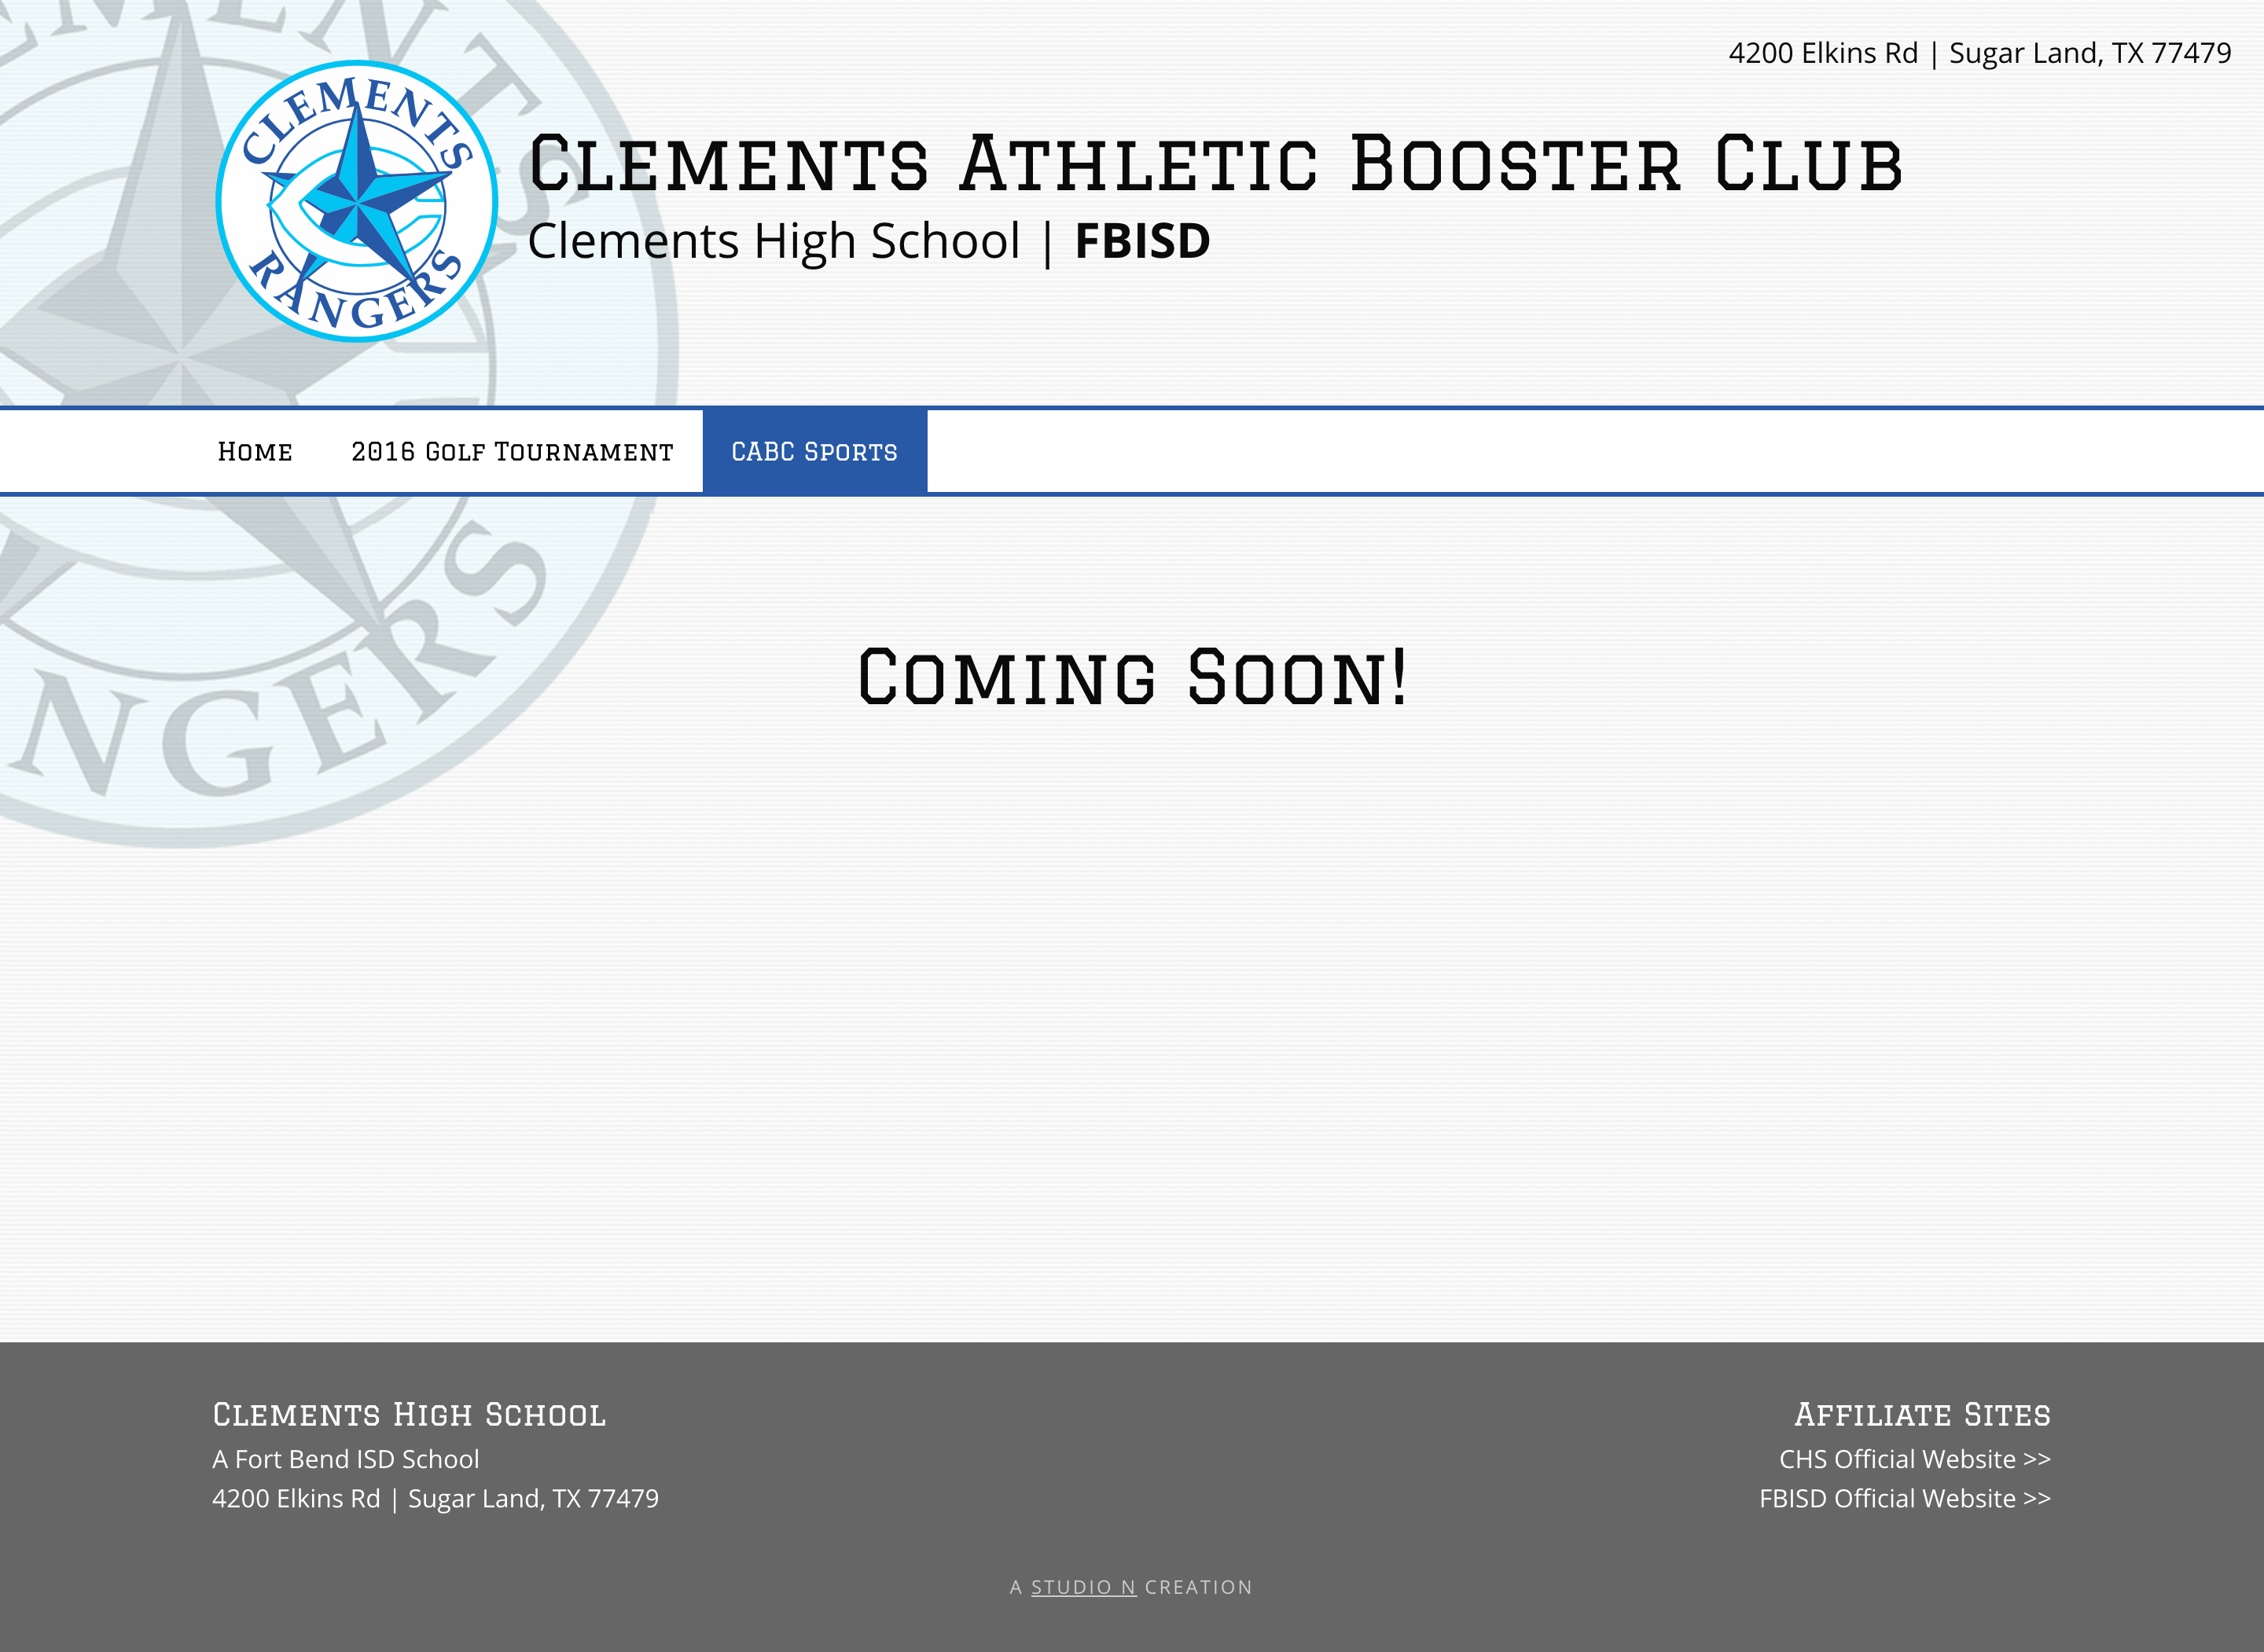 4200 Elkins Rd | Sugar Land, TX 77479
CLEMENTS
RANGERS
Clements Athletic Booster Club
Clements High School | FBISD
Home
2016 Golf Tournament
CABC Sports
NGERS
Coming Soon!
Clements High School
A Fort Bend ISD School
4200 Elkins Rd | Sugar Land, TX 77479
Affiliate Sites
CHS Official Website >>
FBISD Official Website >>
A STUDIO N CREATION